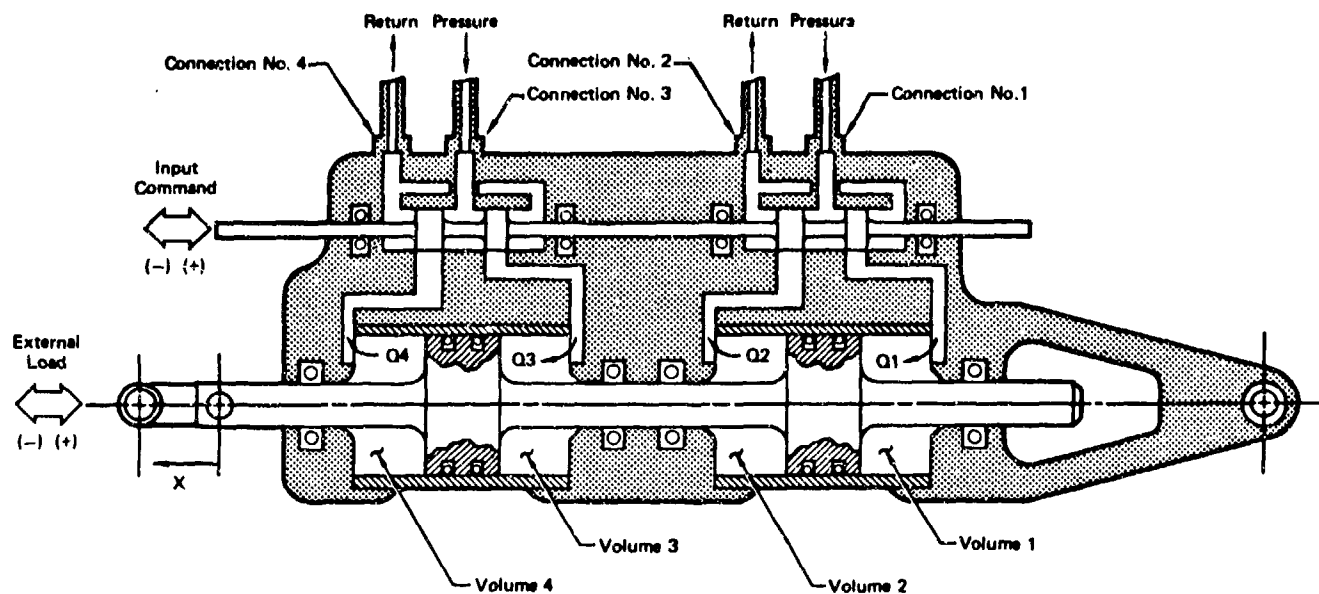 Return Pressure
Return Pressura
Connection No. 4
Connection No. 2
Connection No. 3
Connection No.1
Input
Command
(-) (+)
External
Load
(-) (+)
X
Q4
Q3
Q2
Q1
Volume 3
Volume 1
Volume 4
Volume 2